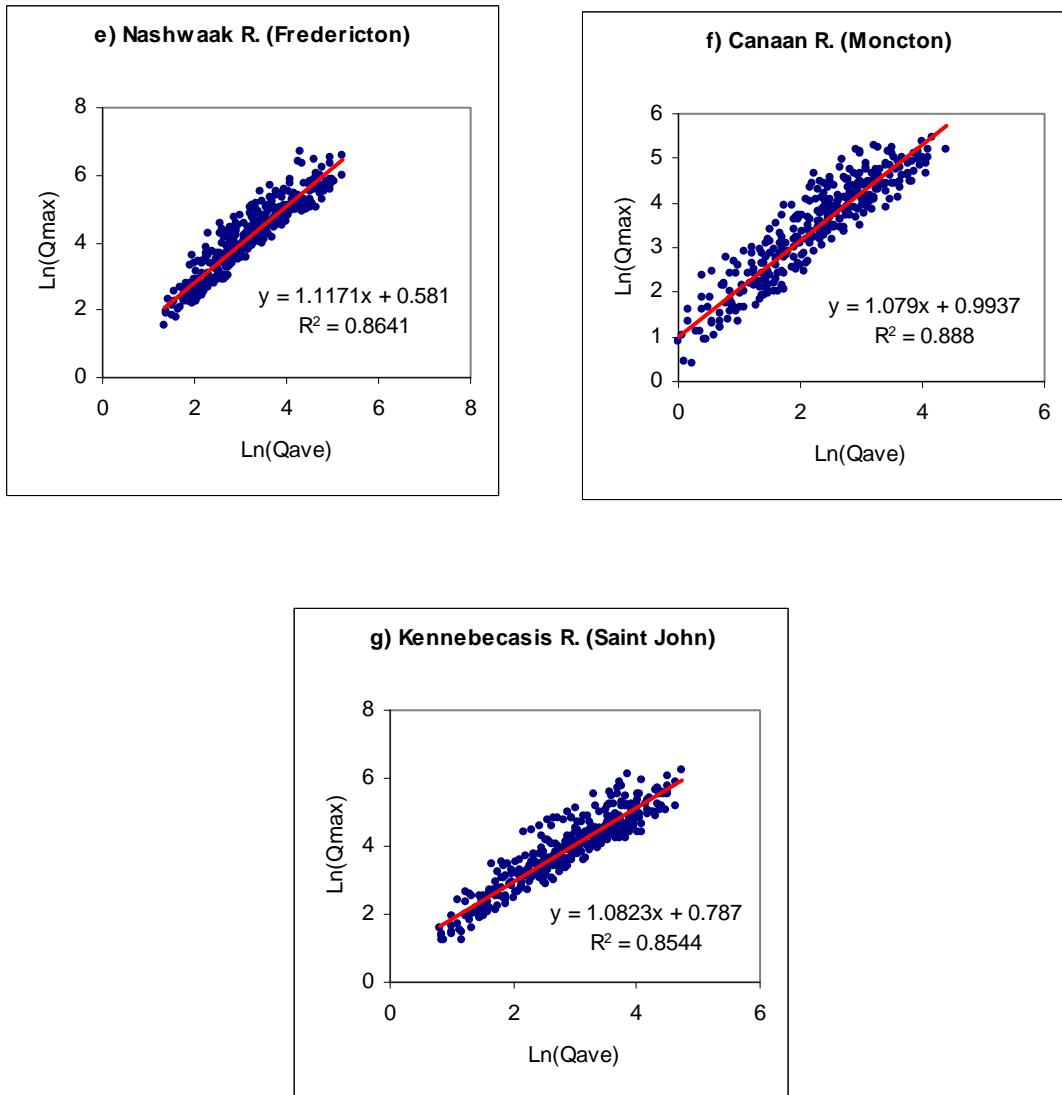 e) Nashwaak R. (Fredericton)
8
6
4
2
0
0 2 4 6 8
Ln(Qmax)
Ln(Qave)
y = 1.1171x + 0.581
R² = 0.8641
f) Canaan R. (Moncton)
6
5
4
3
2
1
0
0 2 4 6
Ln(Qmax)
Ln(Qave)
y = 1.079x + 0.9937
R² = 0.888
g) Kennebecasis R. (Saint John)
8
6
4
2
0
0 2 4 6
Ln(Qmax)
Ln(Qave)
y = 1.0823x + 0.787
R² = 0.8544